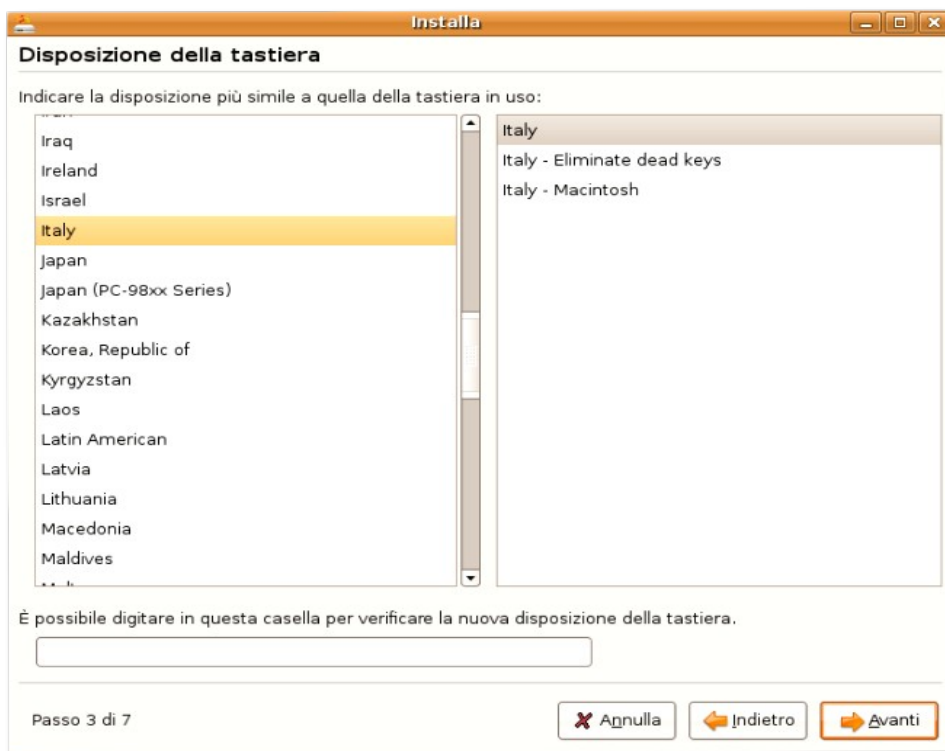 Installa
Disposizione della tastiera
Indicare la disposizione più simile a quella della tastiera in uso:
Iraq
Ireland
Israel
Italy
Japan
Japan (PC-98xx Series)
Kazakhstan
Korea, Republic of
Kyrgyzstan
Laos
Latin American
Latvia
Lithuania
Macedonia
Maldives
Italy
Italy - Eliminate dead keys
Italy - Macintosh
È possibile digitare in questa casella per verificare la nuova disposizione della tastiera.
Passo 3 di 7
Annulla
Indietro
Avanti